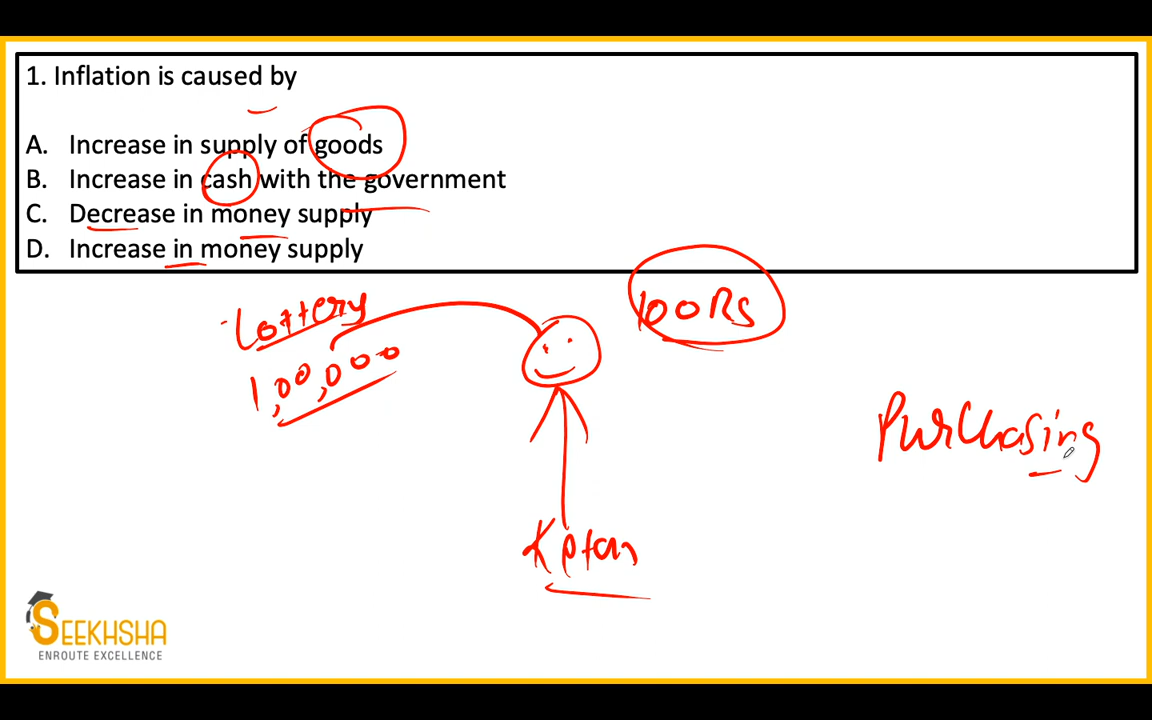 1. Inflation is caused by
A. Increase in supply of goods
B. Increase in cash with the government
C. Decrease in money supply
D. Increase in money supply
Lottery
1,00,000
100RS
Purchasing
SEEKHSHA
ENROUTE EXCELLENCE